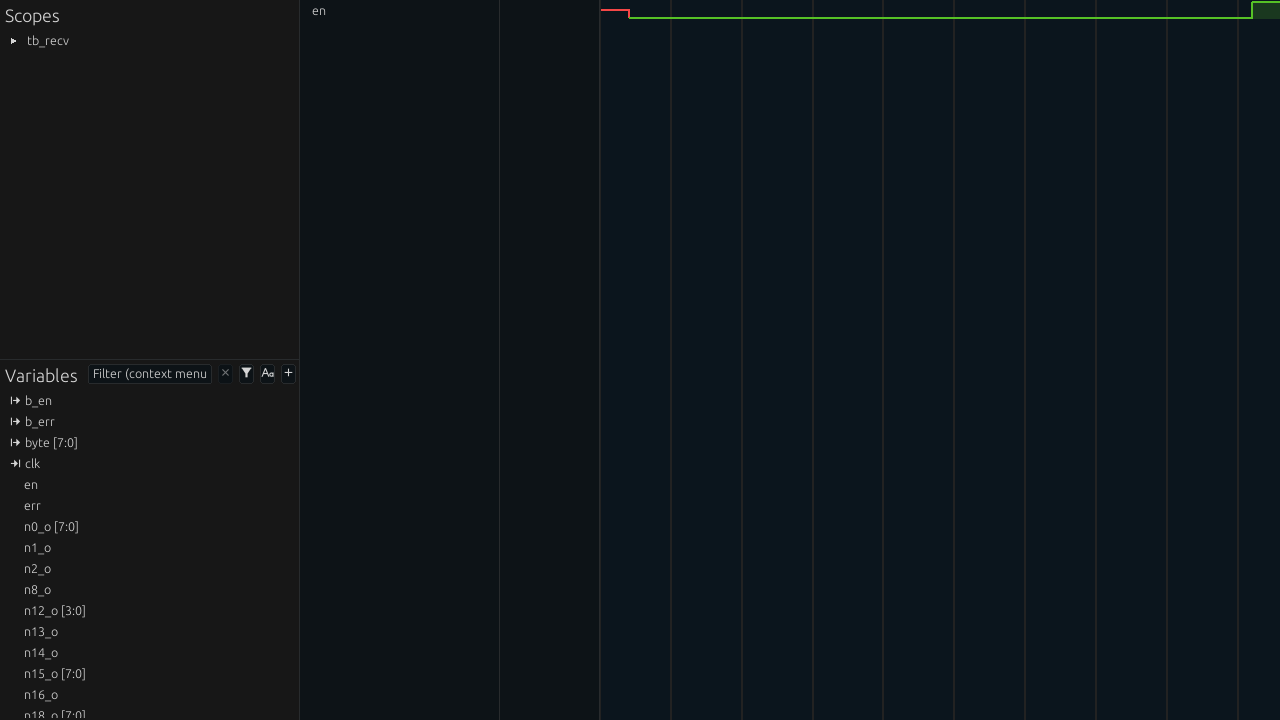 Scopes
tb_recv
en
Variables
Filter (context menu
b_en
b_err
byte [7:0]
clk
en
err
n0_o [7:0]
n1_o
n2_o
n8_o
n12_o [3:0]
n13_o
n14_o
n15_o [7:0]
n16_o
n18_o [7:0]